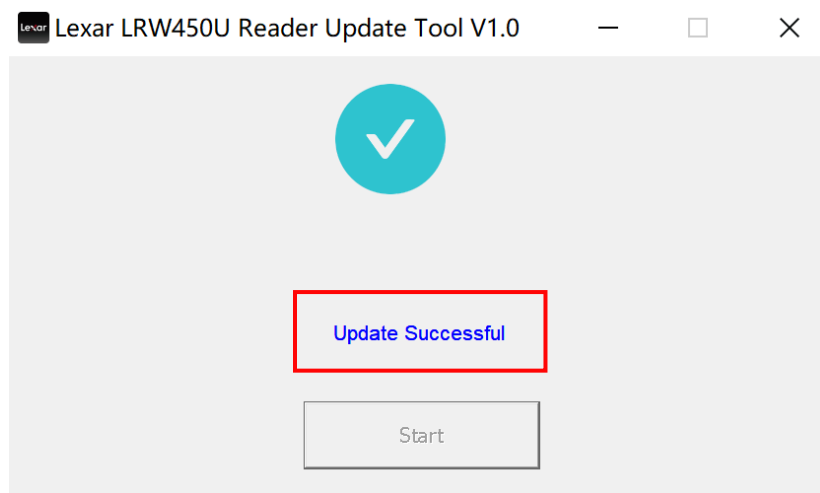 Lexar Lexar LRW450U Reader Update Tool V1.0
Update Successful
Start